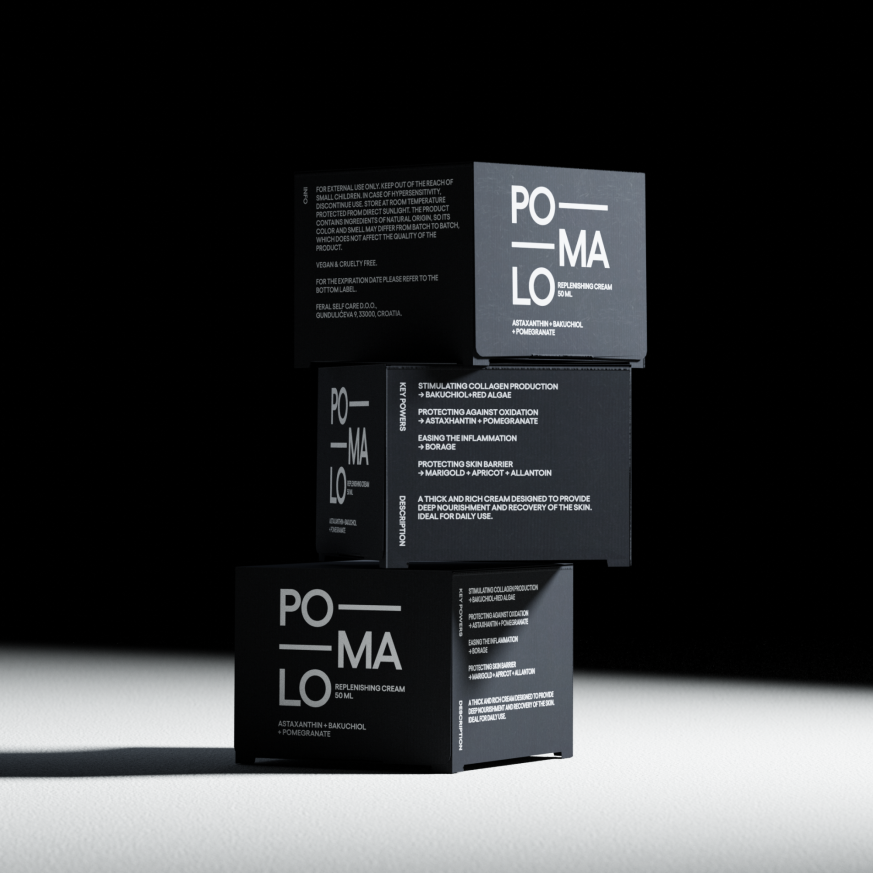 INFO
FOR EXTERNAL USE ONLY. KEEP OUT OF THE REACH OF
SMALL CHILDREN. IN CASE OF HYPERSENSITIVITY,
DISCONTINUE USE. STORE AT ROOM TEMPERATURE
PROTECTED FROM DIRECT SUNLIGHT. THE PRODUCT
CONTAINS INGREDIENTS OF NATURAL ORIGIN, SO ITS
COLOR AND SMELL MAY DIFFER FROM BATCH TO BATCH,
WHICH DOES NOT AFFECT THE QUALITY OF THE
PRODUCT.
VEGAN & CRUELTY FREE.
FOR THE EXPIRATION DATE PLEASE REFER TO THE
BOTTOM LABEL.
FERAL SELF CARE D.O.O.,
GUNDULIĆEVA 9, 33000, CROATIA.
PO—
—MA
LO
REPLENISHING CREAM
50 ML
ASTAXANTHIN + BAKUCHIOL
+ POMEGRANATE
PO—
—MA
LO
REPLENISHING CREAM
50 ML
ASTAXANTHIN + BAKUCHIOL
+ POMEGRANATE
KEY POWERS
STIMULATING COLLAGEN PRODUCTION
→ BAKUCHIOL+RED ALGAE
PROTECTING AGAINST OXIDATION
→ ASTAXHANTIN + POMEGRANATE
EASING THE INFLAMMATION
→ BORAGE
PROTECTING SKIN BARRIER
→ MARIGOLD + APRICOT + ALLANTOIN
DESCRIPTION
A THICK AND RICH CREAM DESIGNED TO PROVIDE
DEEP NOURISHMENT AND RECOVERY OF THE SKIN.
IDEAL FOR DAILY USE.
PO—
—MA
LO
REPLENISHING CREAM
50 ML
ASTAXANTHIN + BAKUCHIOL
+ POMEGRANATE
KEY POWERS
STIMULATING COLLAGEN PRODUCTION
→ BAKUCHIOL+RED ALGAE
PROTECTING AGAINST OXIDATION
→ ASTAXHANTIN + POMEGRANATE
EASING THE INFLAMMATION
→ BORAGE
PROTECTING SKIN BARRIER
→ MARIGOLD + APRICOT + ALLANTOIN
DESCRIPTION
A THICK AND RICH CREAM DESIGNED TO PROVIDE
DEEP NOURISHMENT AND RECOVERY OF THE SKIN.
IDEAL FOR DAILY USE.